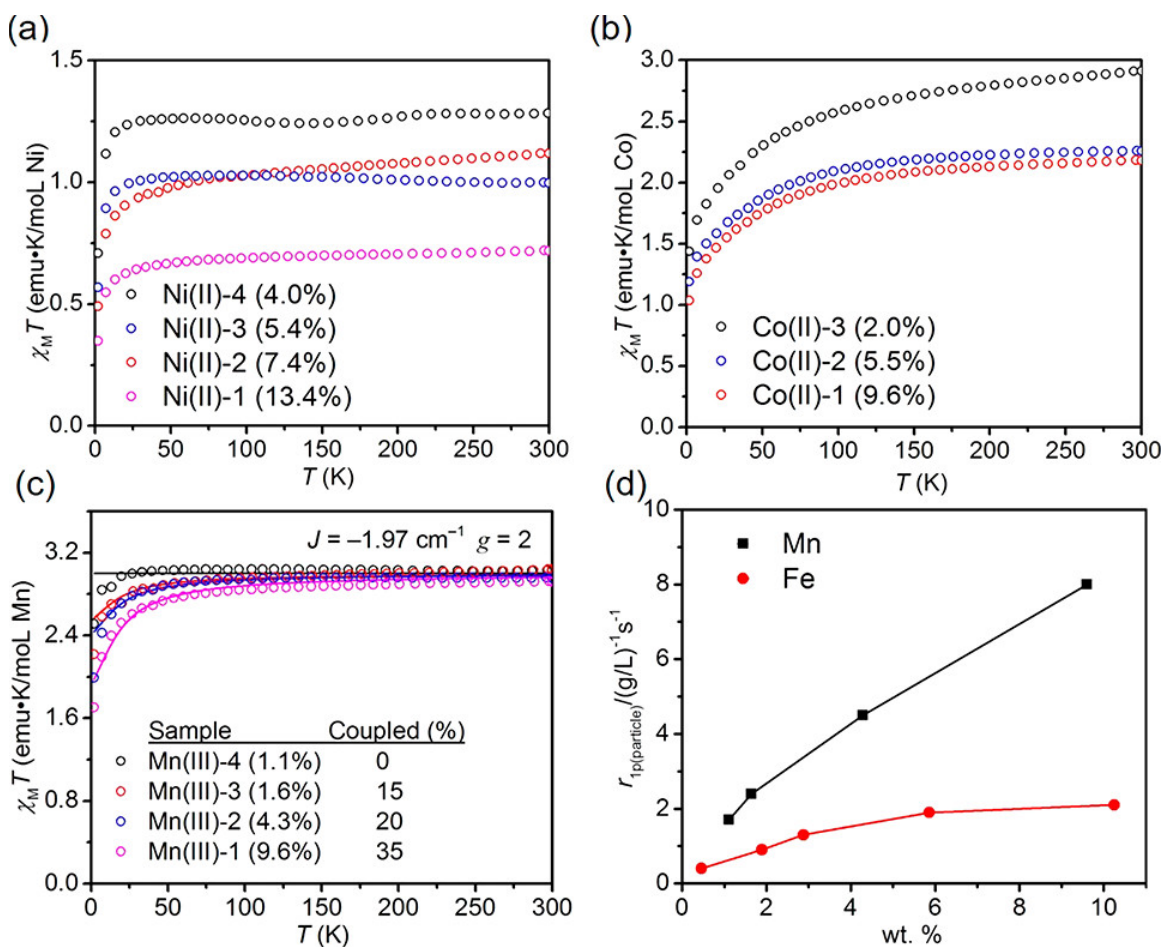 (a)
1.5
1.0
0.5
0.0
χMT (emu•K/moL Ni)
Ni(II)-4 (4.0%)
Ni(II)-3 (5.4%)
Ni(II)-2 (7.4%)
Ni(II)-1 (13.4%)
0 50 100 150 200 250 300
T (K)
(b)
3.0
2.5
2.0
1.5
1.0
0.0
χMT (emu•K/moL Co)
Co(II)-3 (2.0%)
Co(II)-2 (5.5%)
Co(II)-1 (9.6%)
0 50 100 150 200 250 300
T (K)
(c)
3.2
2.4
1.6
0.8
0.0
χMT (emu•K/moL Mn)
J = –1.97 cm⁻¹ g = 2
Sample Coupled (%)
Mn(III)-4 (1.1%) 0
Mn(III)-3 (1.6%) 15
Mn(III)-2 (4.3%) 20
Mn(III)-1 (9.6%) 35
0 50 100 150 200 250 300
T (K)
(d)
10
8
6
4
2
0
r1p(particle)/(g/L)⁻¹s⁻¹
Mn
Fe
0 2 4 6 8 10
wt. %